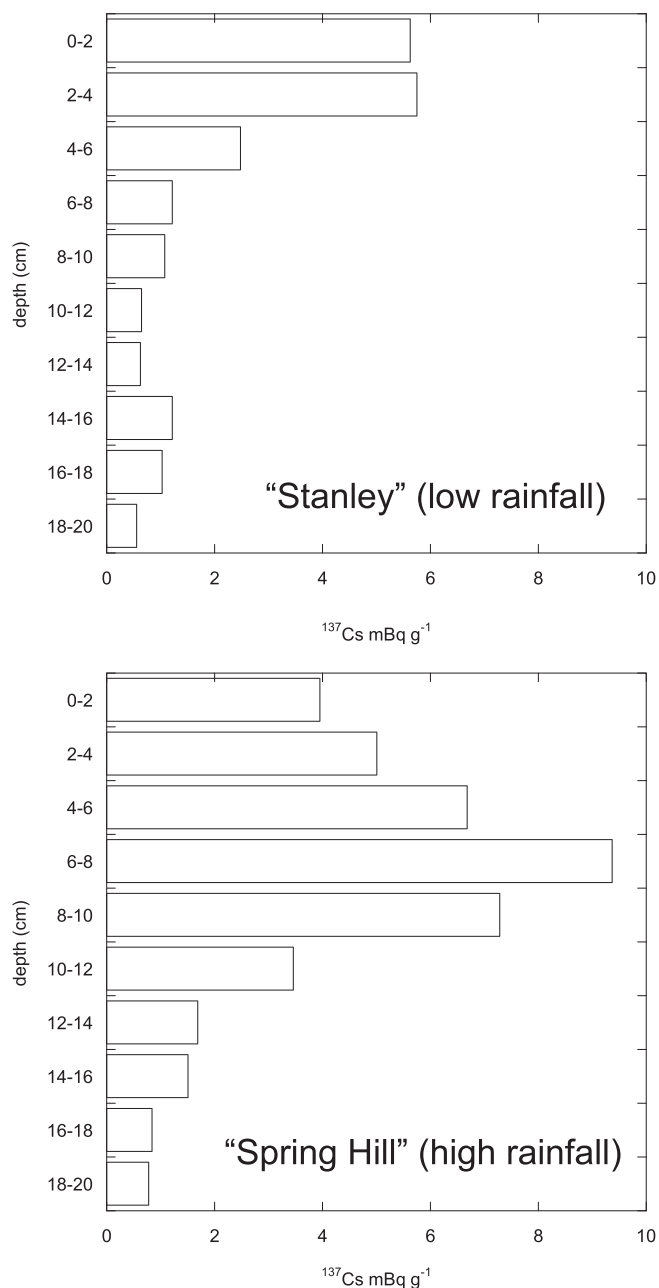 0-2
2-4
4-6
6-8
8-10
10-12
12-14
14-16
16-18
18-20
depth (cm)
“Stanley” (low rainfall)
0 2 4 6 8 10
¹³⁷Cs mBq g⁻¹
0-2
2-4
4-6
6-8
8-10
10-12
12-14
14-16
16-18
18-20
depth (cm)
“Spring Hill” (high rainfall)
0 2 4 6 8 10
¹³⁷Cs mBq g⁻¹